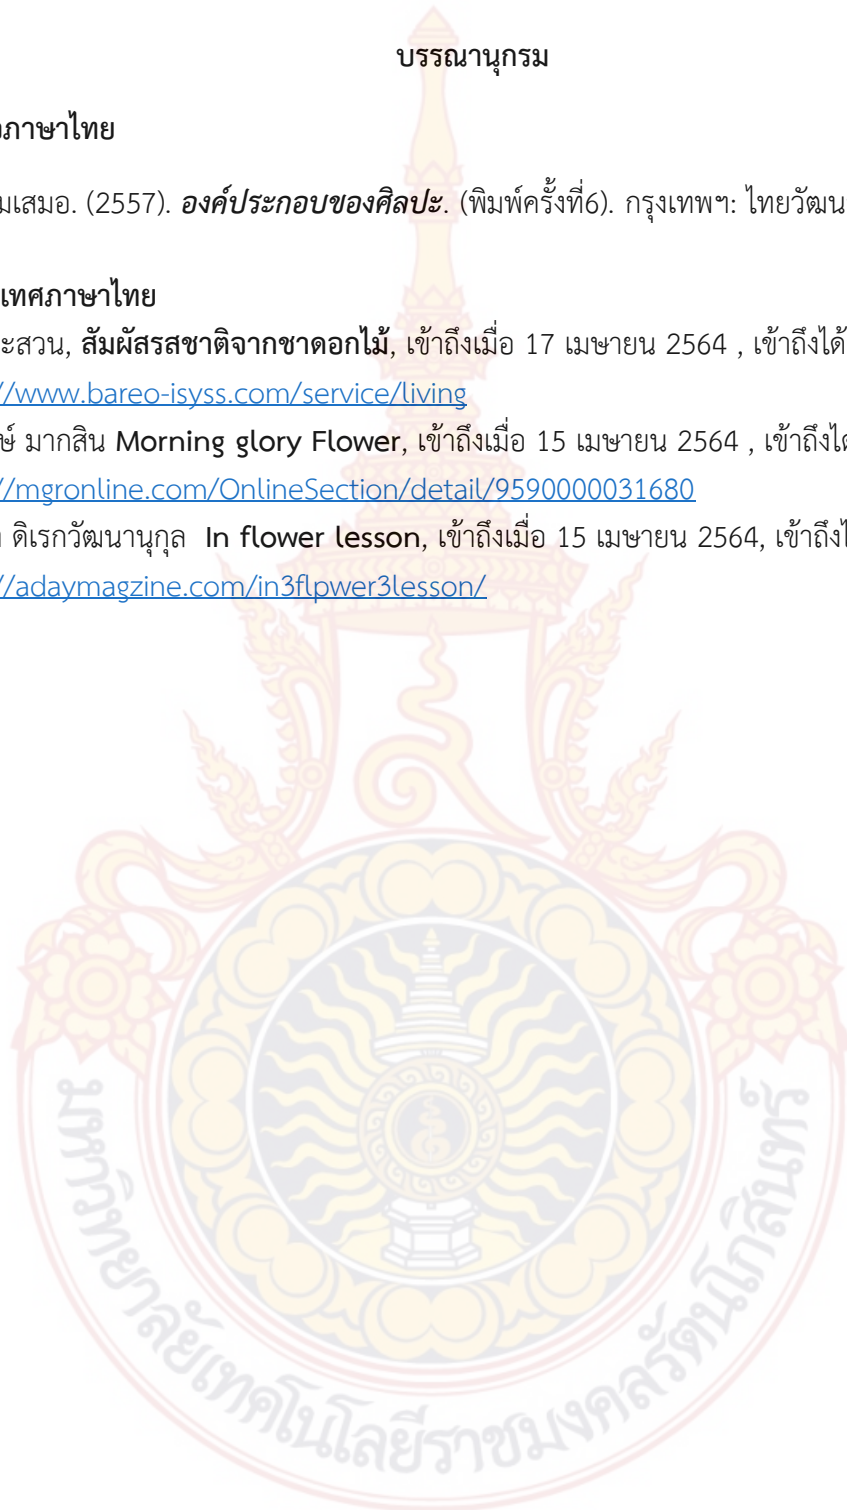 บรรณานุกรม
ภาษาไทย
มเสมอ. (2557). องค์ประกอบของศิลปะ. (พิมพ์ครั้งที่6). กรุงเทพฯ: ไทยวัฒน
เทศภาษาไทย
ะสวน, สัมผัสรสชาติจากชาดอกไม้, เข้าถึงเมื่อ 17 เมษายน 2564 , เข้าถึงได้
//www.bareo-isyss.com/service/living
ษ์ มากสิน Morning glory Flower, เข้าถึงเมื่อ 15 เมษายน 2564 , เข้าถึงได
//mgronline.com/OnlineSection/detail/9590000031680
ดิเรกวัฒนานุกุล In flower lesson, เข้าถึงเมื่อ 15 เมษายน 2564, เข้าถึงไ
//adaymagzine.com/in3flpwer3lesson/
มหาวิทยาลัยเทคโนโลยีราชมงคลรัตนโกสินทร์